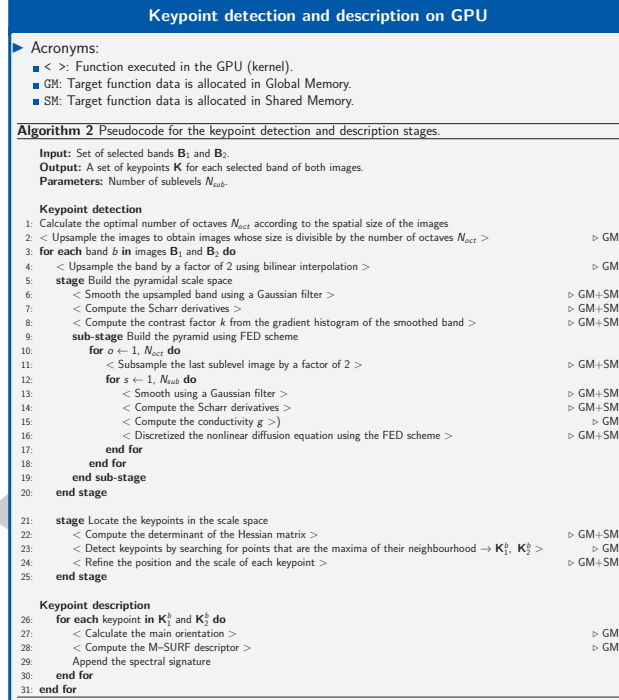 Keypoint detection and description on GPU
Acronyms:
< >: Function executed in the GPU (kernel).
GM: Target function data is allocated in Global Memory.
SM: Target function data is allocated in Shared Memory.
Algorithm 2 Pseudocode for the keypoint detection and description stages.
Input: Set of selected bands B₁ and B₂.
Output: A set of keypoints K for each selected band of both images.
Parameters: Number of sublevels N_sub.
Keypoint detection
1: Calculate the optimal number of octaves N_oct according to the spatial size of the images
2: < Upsample the images to obtain images whose size is divisible by the number of octaves N_oct > ▷ GM
3: for each band b in images B₁ and B₂ do
4: < Upsample the band by a factor of 2 using bilinear interpolation > ▷ GM
5: stage Build the pyramidal scale space
6: < Smooth the upsampled band using a Gaussian filter > ▷ GM+SM
7: < Compute the Scharr derivatives > ▷ GM+SM
8: < Compute the contrast factor k from the gradient histogram of the smoothed band > ▷ GM+SM
9: sub-stage Build the pyramid using FED scheme
10: for o ← 1, N_oct do
11: < Subsample the last sublevel image by a factor of 2 > ▷ GM+SM
12: for s ← 1, N_sub do
13: < Smooth using a Gaussian filter > ▷ GM+SM
14: < Compute the Scharr derivatives > ▷ GM+SM
15: < Compute the conductivity g >) ▷ GM
16: < Discretized the nonlinear diffusion equation using the FED scheme > ▷ GM+SM
17: end for
18: end for
19: end sub-stage
20: end stage
21: stage Locate the keypoints in the scale space
22: < Compute the determinant of the Hessian matrix > ▷ GM+SM
23: < Detect keypoints by searching for points that are the maxima of their neighbourhood → K₁ᵇ, K₂ᵇ > ▷ GM
24: < Refine the position and the scale of each keypoint > ▷ GM+SM
25: end stage
Keypoint description
26: for each keypoint in K₁ᵇ and K₂ᵇ do
27: < Calculate the main orientation > ▷ GM
28: < Compute the M–SURF descriptor > ▷ GM
29: Append the spectral signature
30: end for
31: end for